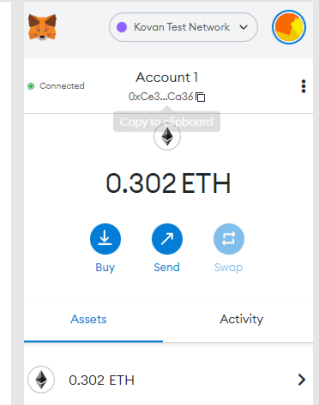 Kovan Test Network
Connected
Account 1
0xCe3...Ca36
Copy to clipboard
0.302 ETH
Buy Send Swap
Assets Activity
0.302 ETH